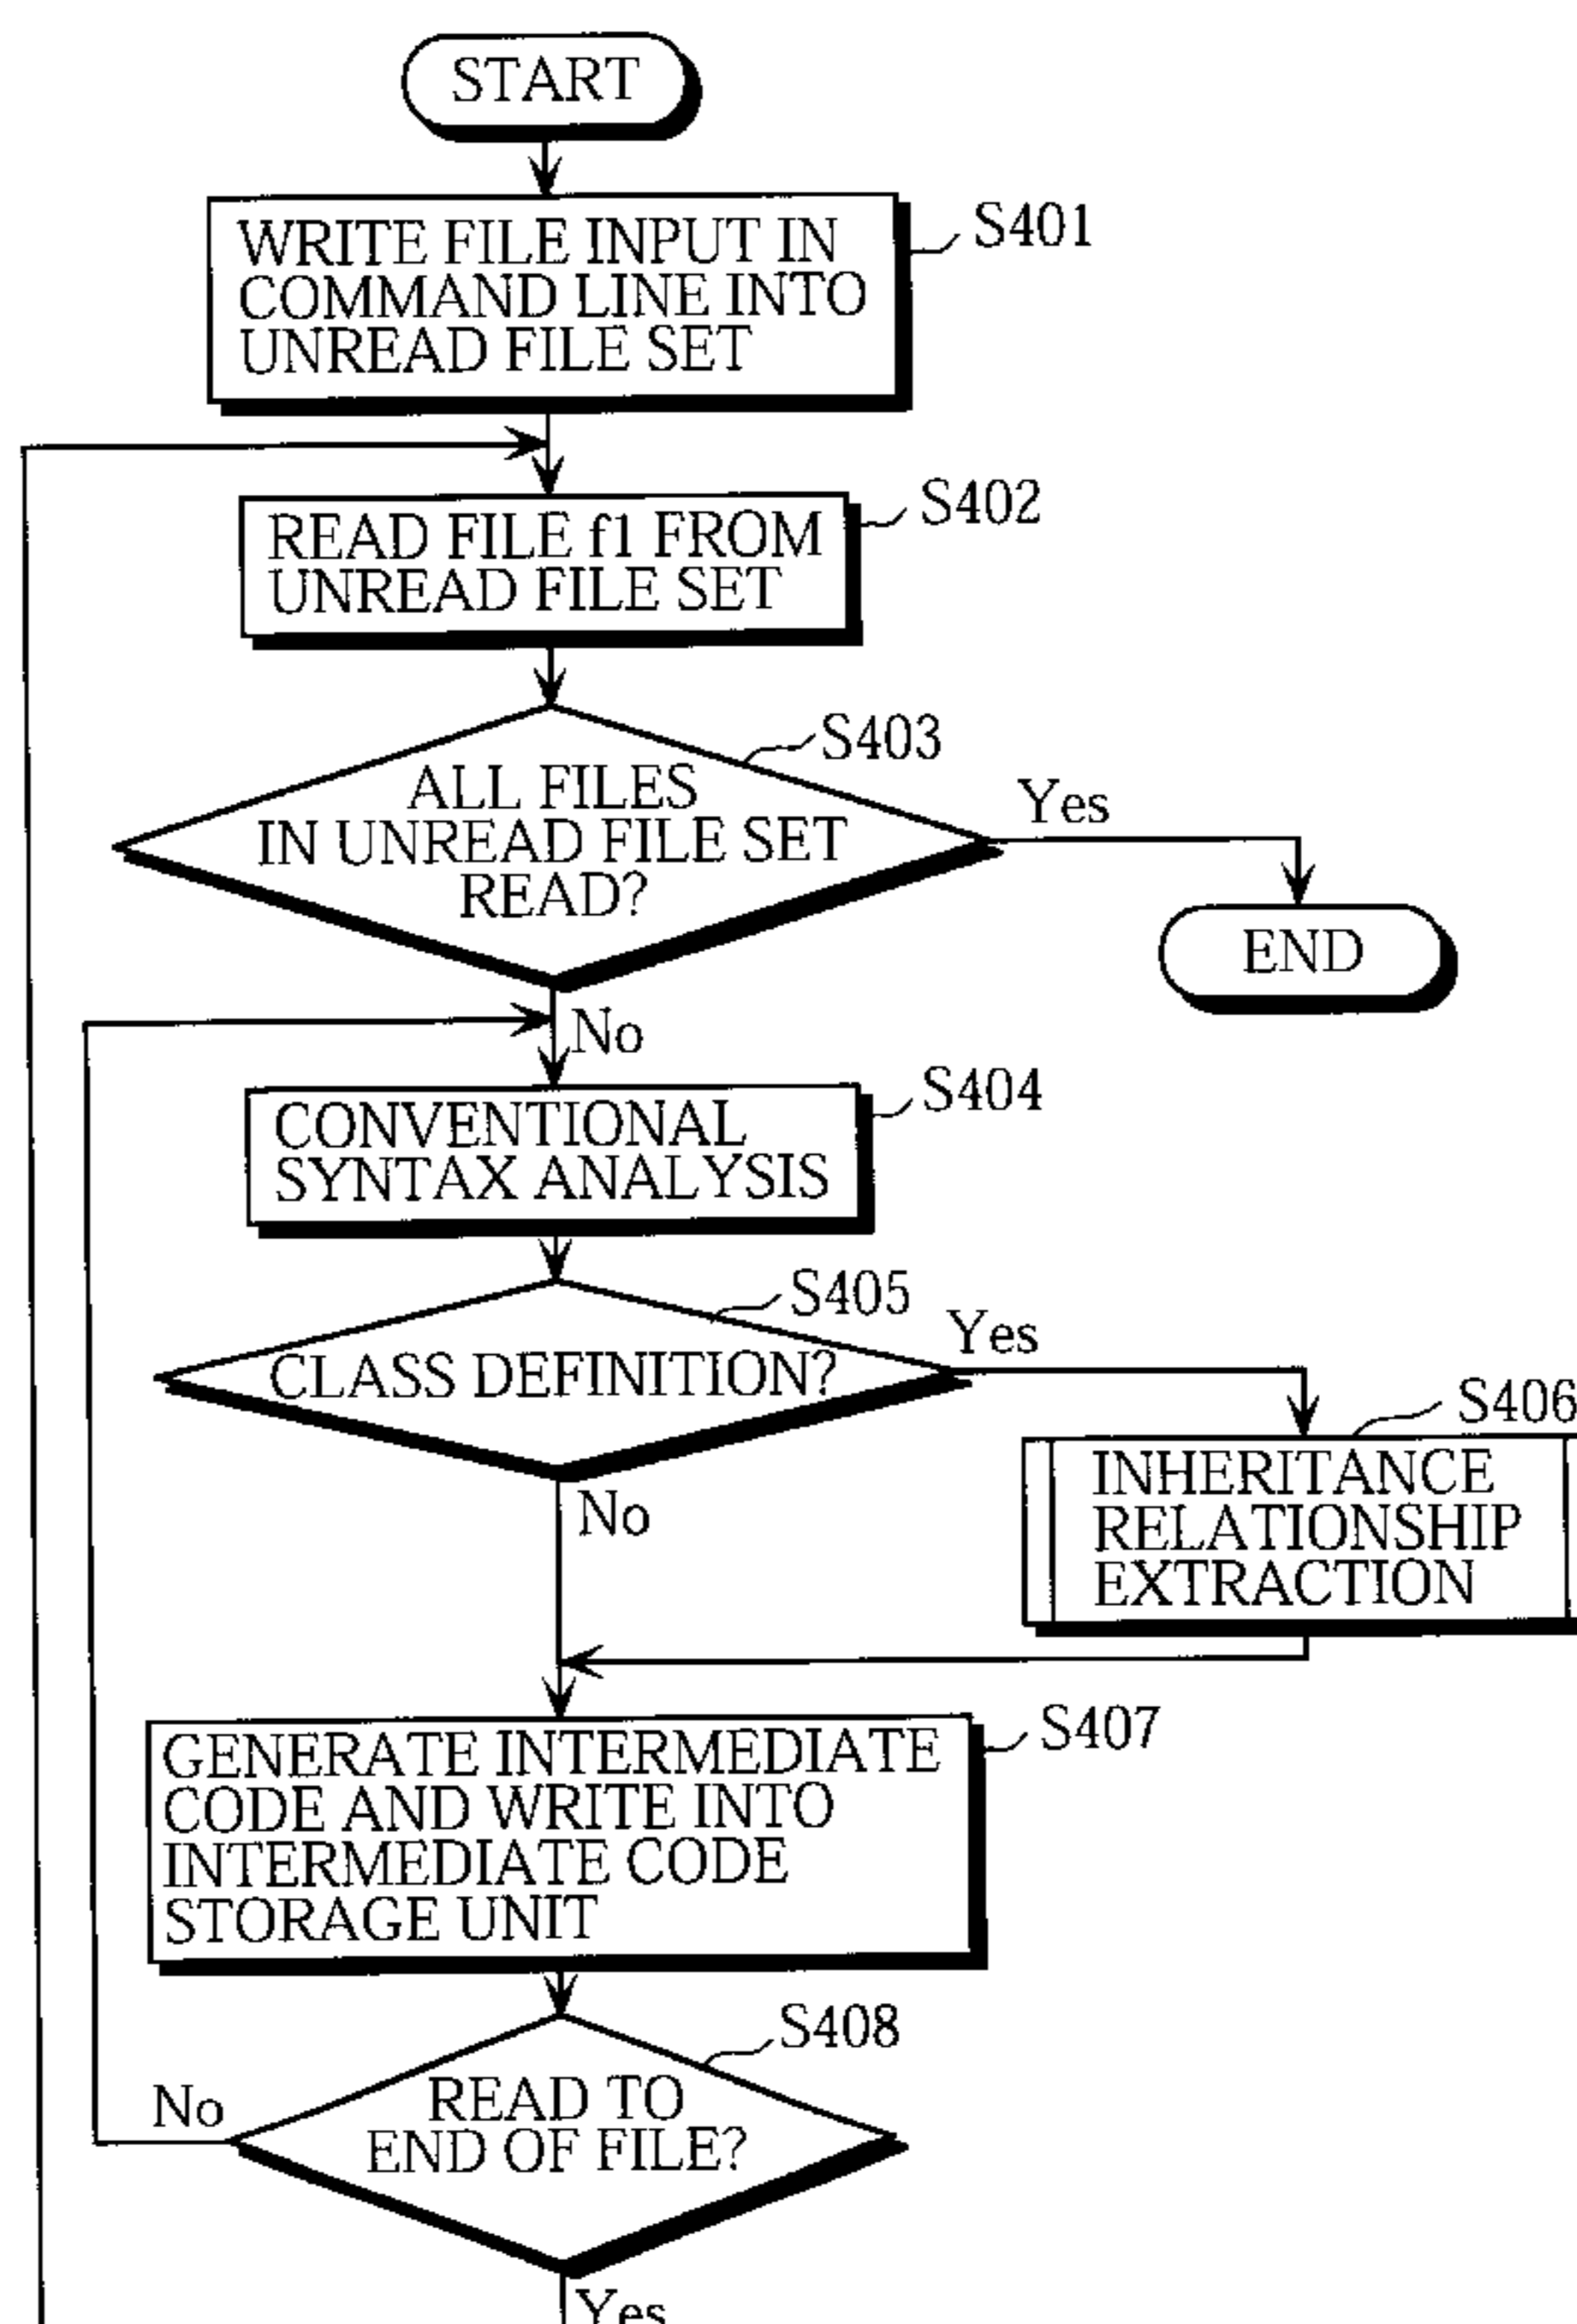 START
WRITE FILE INPUT IN
COMMAND LINE INTO
UNREAD FILE SET
S401
READ FILE f1 FROM
UNREAD FILE SET
S402
ALL FILES
IN UNREAD FILE SET
READ?
S403
Yes
END
No
CONVENTIONAL
SYNTAX ANALYSIS
S404
CLASS DEFINITION?
S405
Yes
S406
INHERITANCE
RELATIONSHIP
EXTRACTION
No
GENERATE INTERMEDIATE
CODE AND WRITE INTO
INTERMEDIATE CODE
STORAGE UNIT
S407
READ TO
END OF FILE?
S408
No
Yes